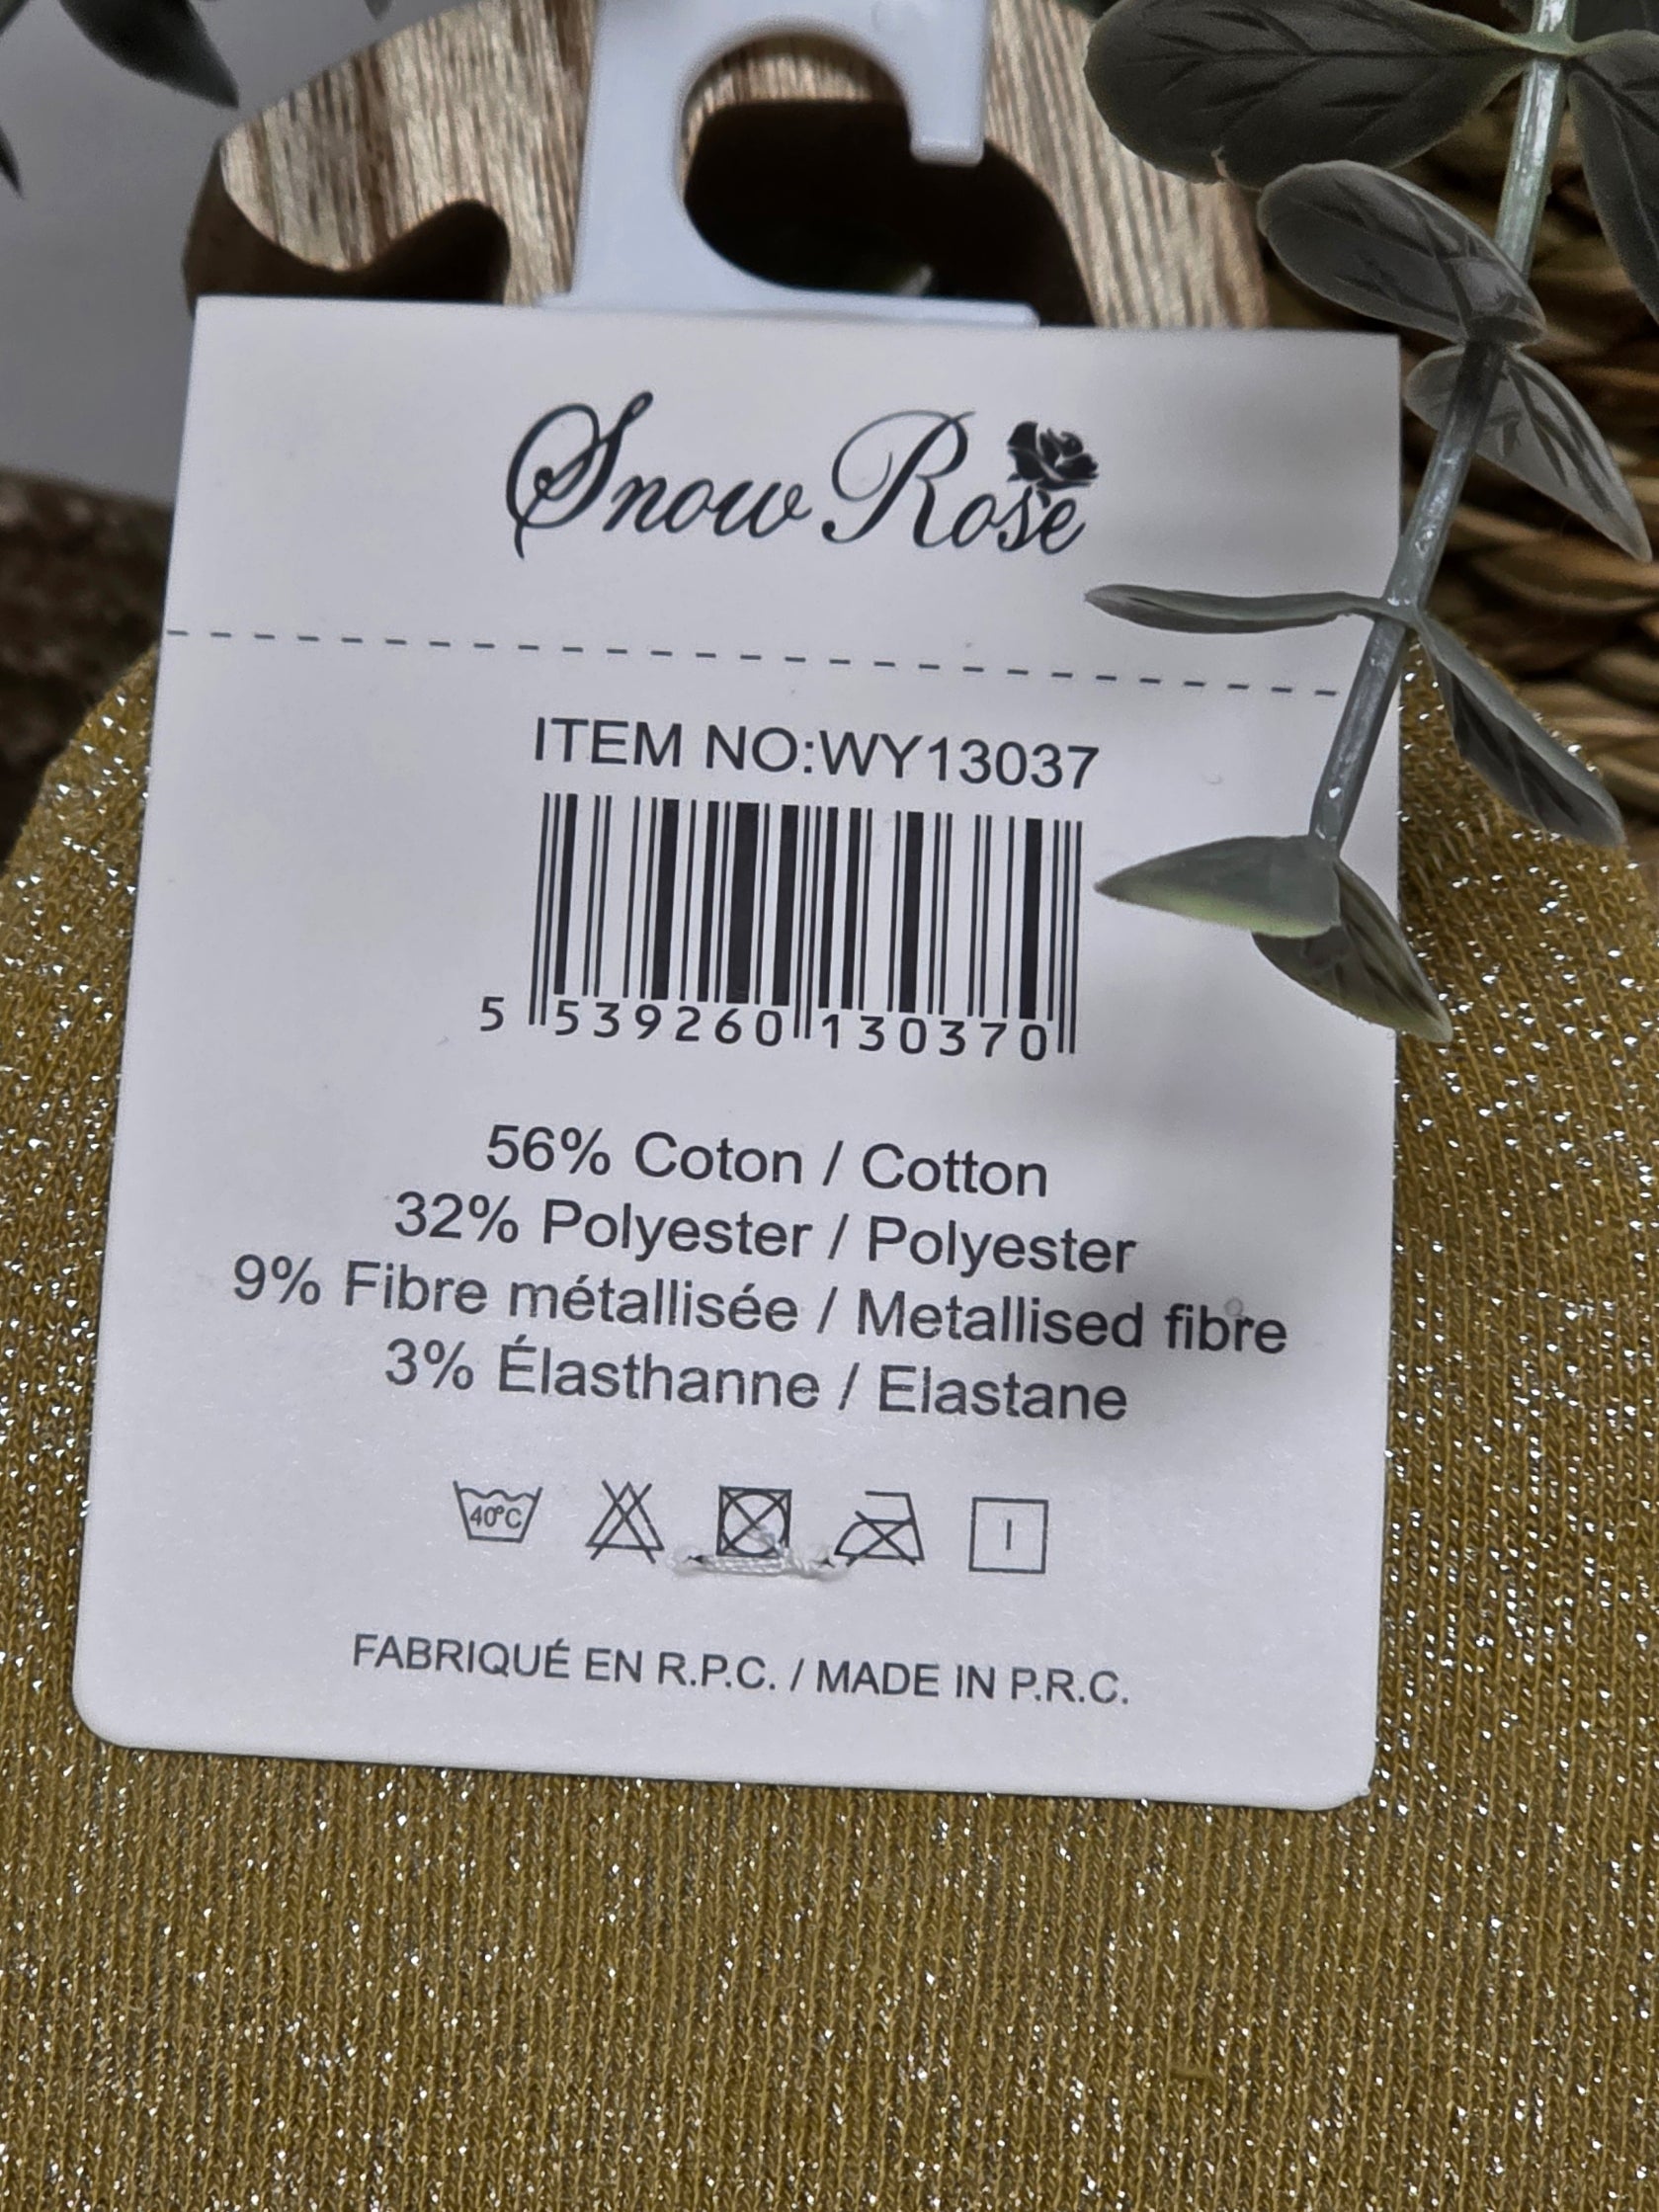 Snow Rose
ITEM NO:WY13037
5 539260 130370
56% Coton / Cotton
32% Polyester / Polyester
9% Fibre métallisée / Metallised fibre
3% Élasthanne / Elastane
40°C
FABRIQUÉ EN R.P.C. / MADE IN P.R.C.